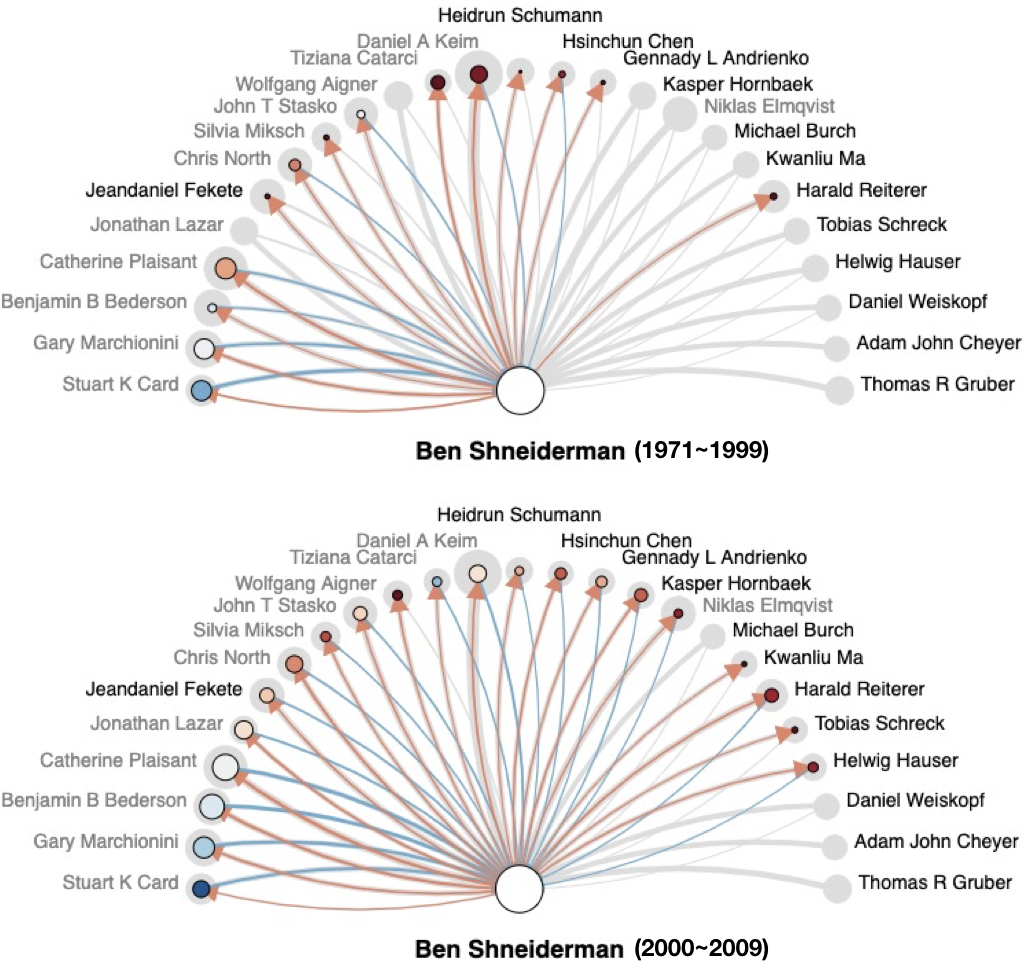 Heidrun Schumann
Daniel A Keim
Hsinchun Chen
Tiziana Catarci
Gennady L Andrienko
Wolfgang Aigner
Kasper Hornbaek
John T Stasko
Niklas Elmqvist
Silvia Miksch
Michael Burch
Chris North
Kwanliu Ma
Jeandaniel Fekete
Harald Reiterer
Jonathan Lazar
Tobias Schreck
Catherine Plaisant
Helwig Hauser
Benjamin B Bederson
Daniel Weiskopf
Gary Marchionini
Adam John Cheyer
Stuart K Card
Thomas R Gruber
Ben Shneiderman (1971~1999)
Heidrun Schumann
Daniel A Keim
Hsinchun Chen
Tiziana Catarci
Gennady L Andrienko
Wolfgang Aigner
Kasper Hornbaek
John T Stasko
Niklas Elmqvist
Silvia Miksch
Michael Burch
Chris North
Kwanliu Ma
Jeandaniel Fekete
Harald Reiterer
Jonathan Lazar
Tobias Schreck
Catherine Plaisant
Helwig Hauser
Benjamin B Bederson
Daniel Weiskopf
Gary Marchionini
Adam John Cheyer
Stuart K Card
Thomas R Gruber
Ben Shneiderman (2000~2009)